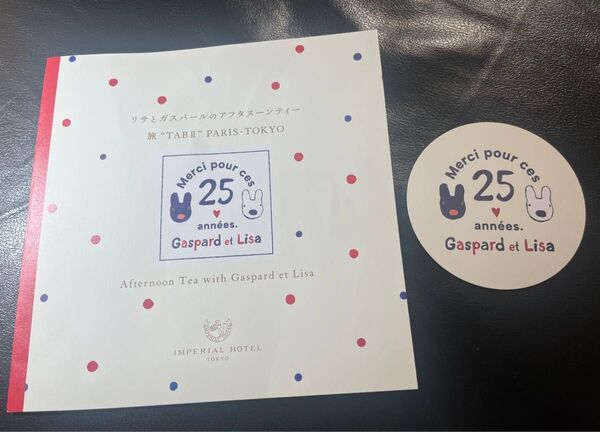 リサとガスパールのアフタヌーンティー
旅 “TABII” PARIS-TOKYO
Merci pour ces
25
années.
Gaspard et Lisa
Afternoon Tea with Gaspard et Lisa
IMPERIAL HOTEL
TOKYO
Merci pour ces
25
années.
Gaspard et Lisa